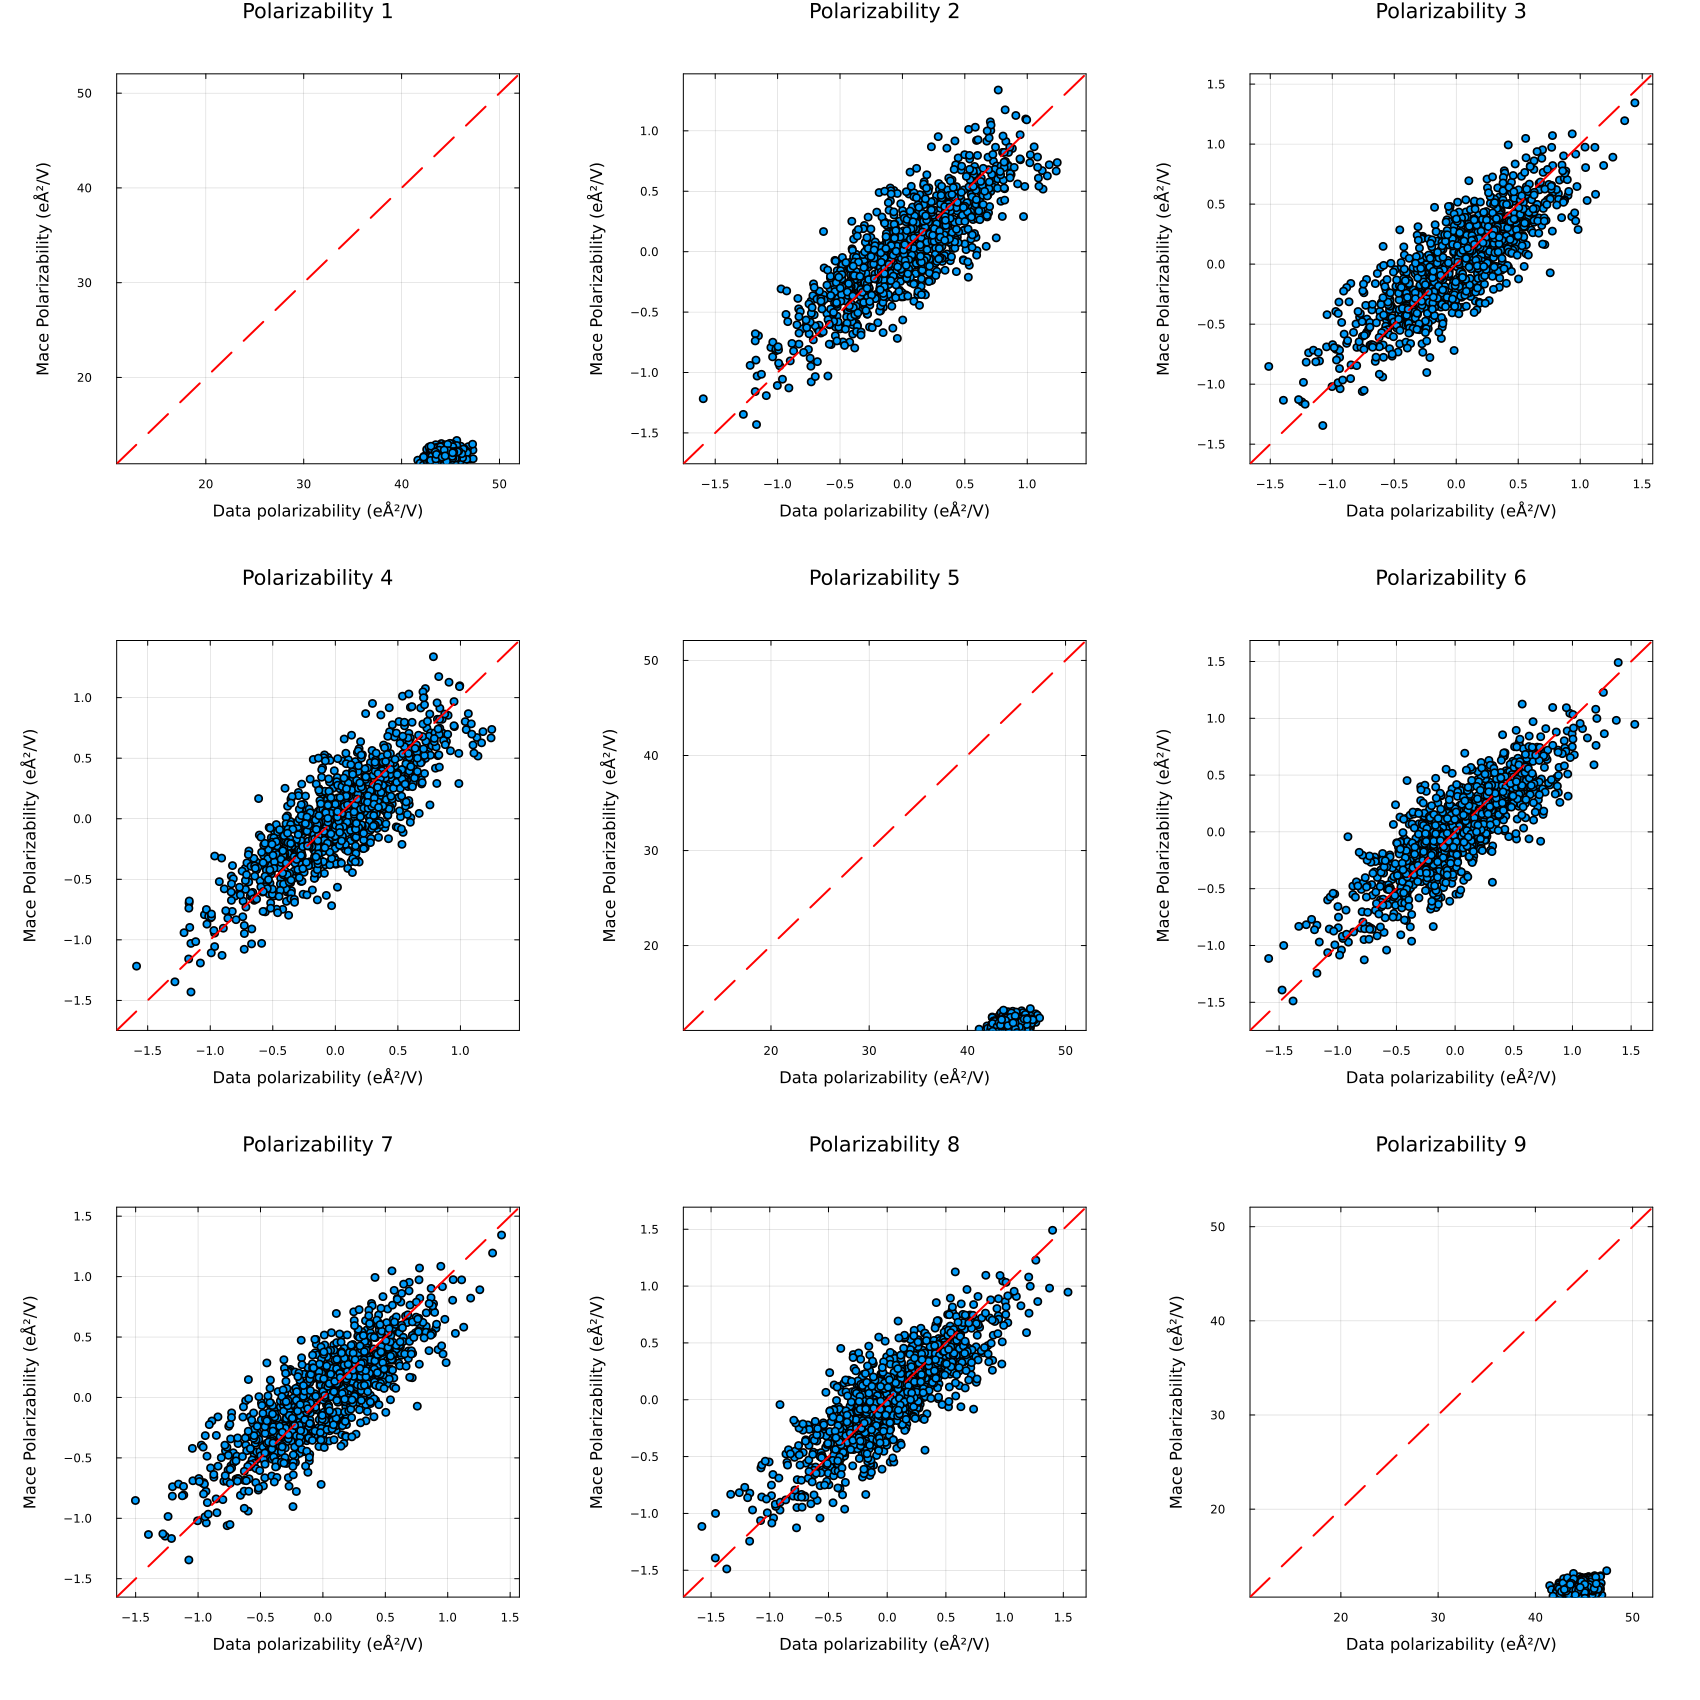 Polarizability 1
Mace Polarizability (eÅ²/V)
50
40
30
20
20 30 40 50
Data polarizability (eÅ²/V)
Polarizability 2
Mace Polarizability (eÅ²/V)
1.0
0.5
0.0
−0.5
−1.0
−1.5
−1.5 −1.0 −0.5 0.0 0.5 1.0
Data polarizability (eÅ²/V)
Polarizability 3
Mace Polarizability (eÅ²/V)
1.5
1.0
0.5
0.0
−0.5
−1.0
−1.5
−1.5 −1.0 −0.5 0.0 0.5 1.0 1.5
Data polarizability (eÅ²/V)
Polarizability 4
Mace Polarizability (eÅ²/V)
1.0
0.5
0.0
−0.5
−1.0
−1.5
−1.5 −1.0 −0.5 0.0 0.5 1.0
Data polarizability (eÅ²/V)
Polarizability 5
Mace Polarizability (eÅ²/V)
50
40
30
20
20 30 40 50
Data polarizability (eÅ²/V)
Polarizability 6
Mace Polarizability (eÅ²/V)
1.5
1.0
0.5
0.0
−0.5
−1.0
−1.5
−1.5 −1.0 −0.5 0.0 0.5 1.0 1.5
Data polarizability (eÅ²/V)
Polarizability 7
Mace Polarizability (eÅ²/V)
1.5
1.0
0.5
0.0
−0.5
−1.0
−1.5
−1.5 −1.0 −0.5 0.0 0.5 1.0 1.5
Data polarizability (eÅ²/V)
Polarizability 8
Mace Polarizability (eÅ²/V)
1.5
1.0
0.5
0.0
−0.5
−1.0
−1.5
−1.5 −1.0 −0.5 0.0 0.5 1.0 1.5
Data polarizability (eÅ²/V)
Polarizability 9
Mace Polarizability (eÅ²/V)
50
40
30
20
20 30 40 50
Data polarizability (eÅ²/V)